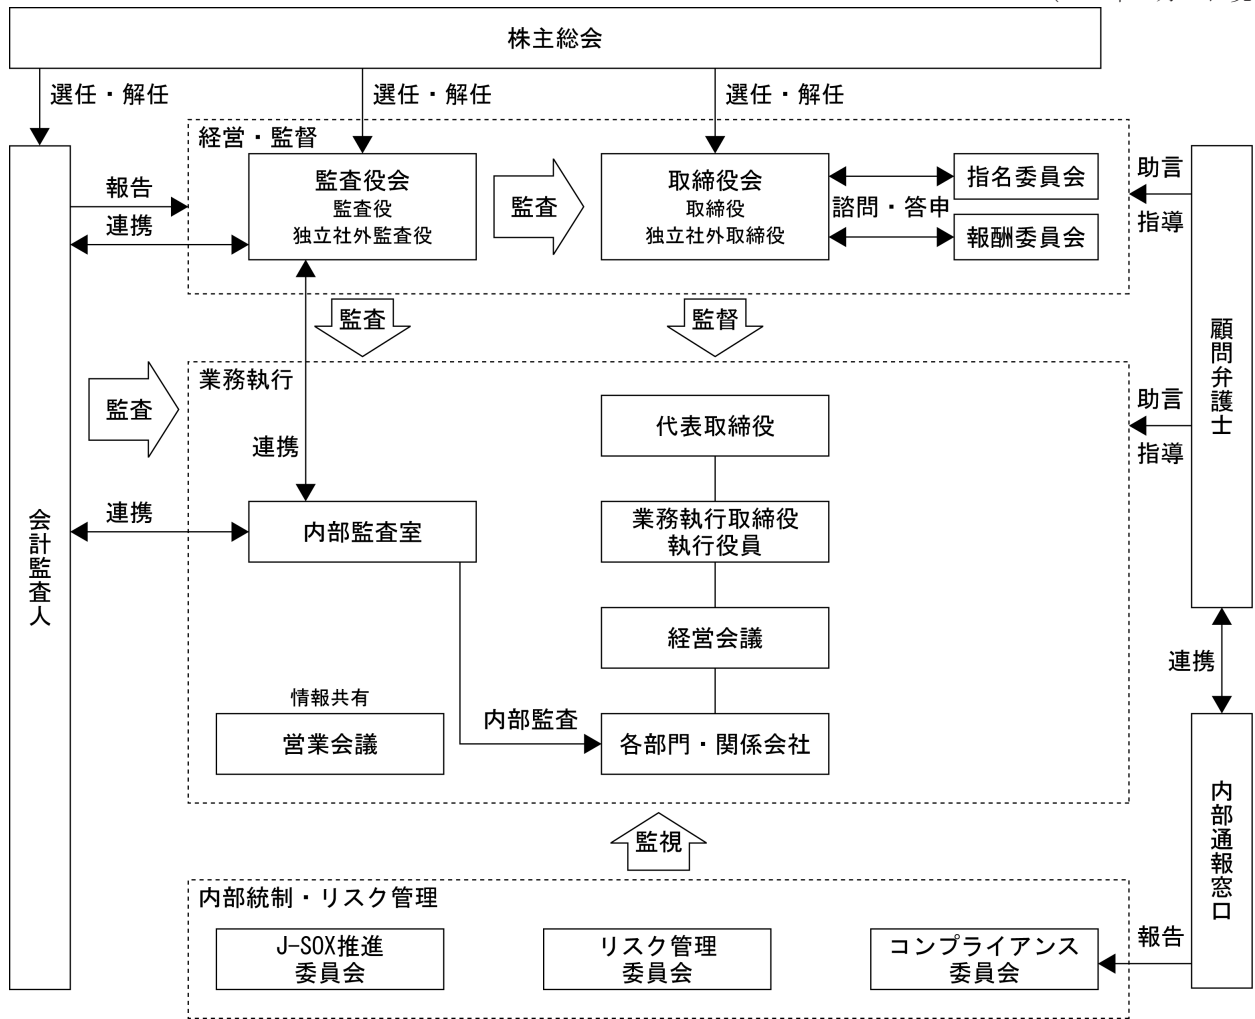 株主総会
選任・解任
選任・解任
選任・解任
経営・監督
監査役会
監査役
独立社外監査役
監査
取締役会
取締役
独立社外取締役
諮問・答申
指名委員会
報酬委員会
報告
連携
助言
指導
監査
監督
顧問弁護士
業務執行
監査
連携
代表取締役
助言
指導
会計監査人
連携
内部監査室
業務執行取締役
執行役員
経営会議
連携
情報共有
営業会議
内部監査
各部門・関係会社
内部通報窓口
監視
内部統制・リスク管理
J-SOX推進
委員会
リスク管理
委員会
コンプライアンス
委員会
報告